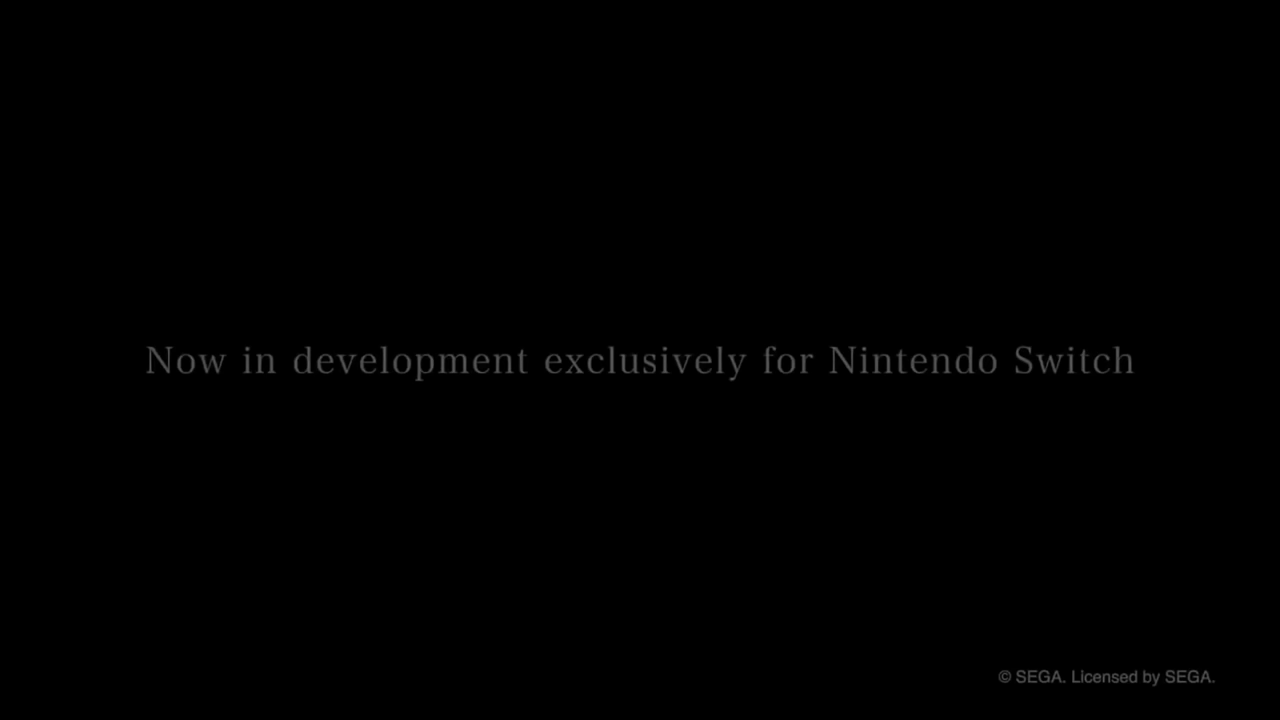 Now in development exclusively for Nintendo Switch
© SEGA. Licensed by SEGA.